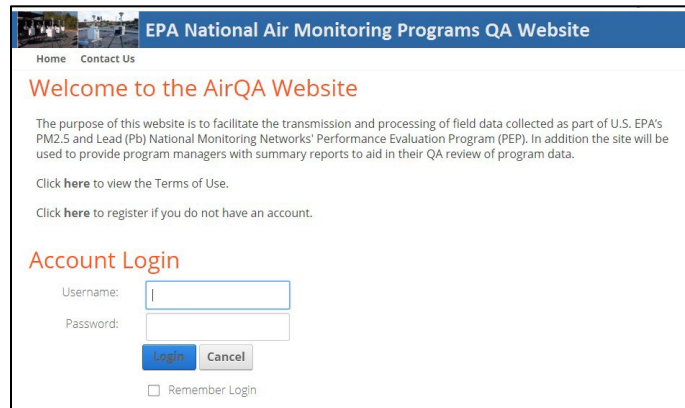 EPA National Air Monitoring Programs QA Website
Home Contact Us
Welcome to the AirQA Website
The purpose of this website is to facilitate the transmission and processing of field data collected as part of U.S. EPA's
PM2.5 and Lead (Pb) National Monitoring Networks' Performance Evaluation Program (PEP). In addition the site will be
used to provide program managers with summary reports to aid in their QA review of program data.
Click here to view the Terms of Use.
Click here to register if you do not have an account.
Account Login
Username:
Password:
Login Cancel
Remember Login